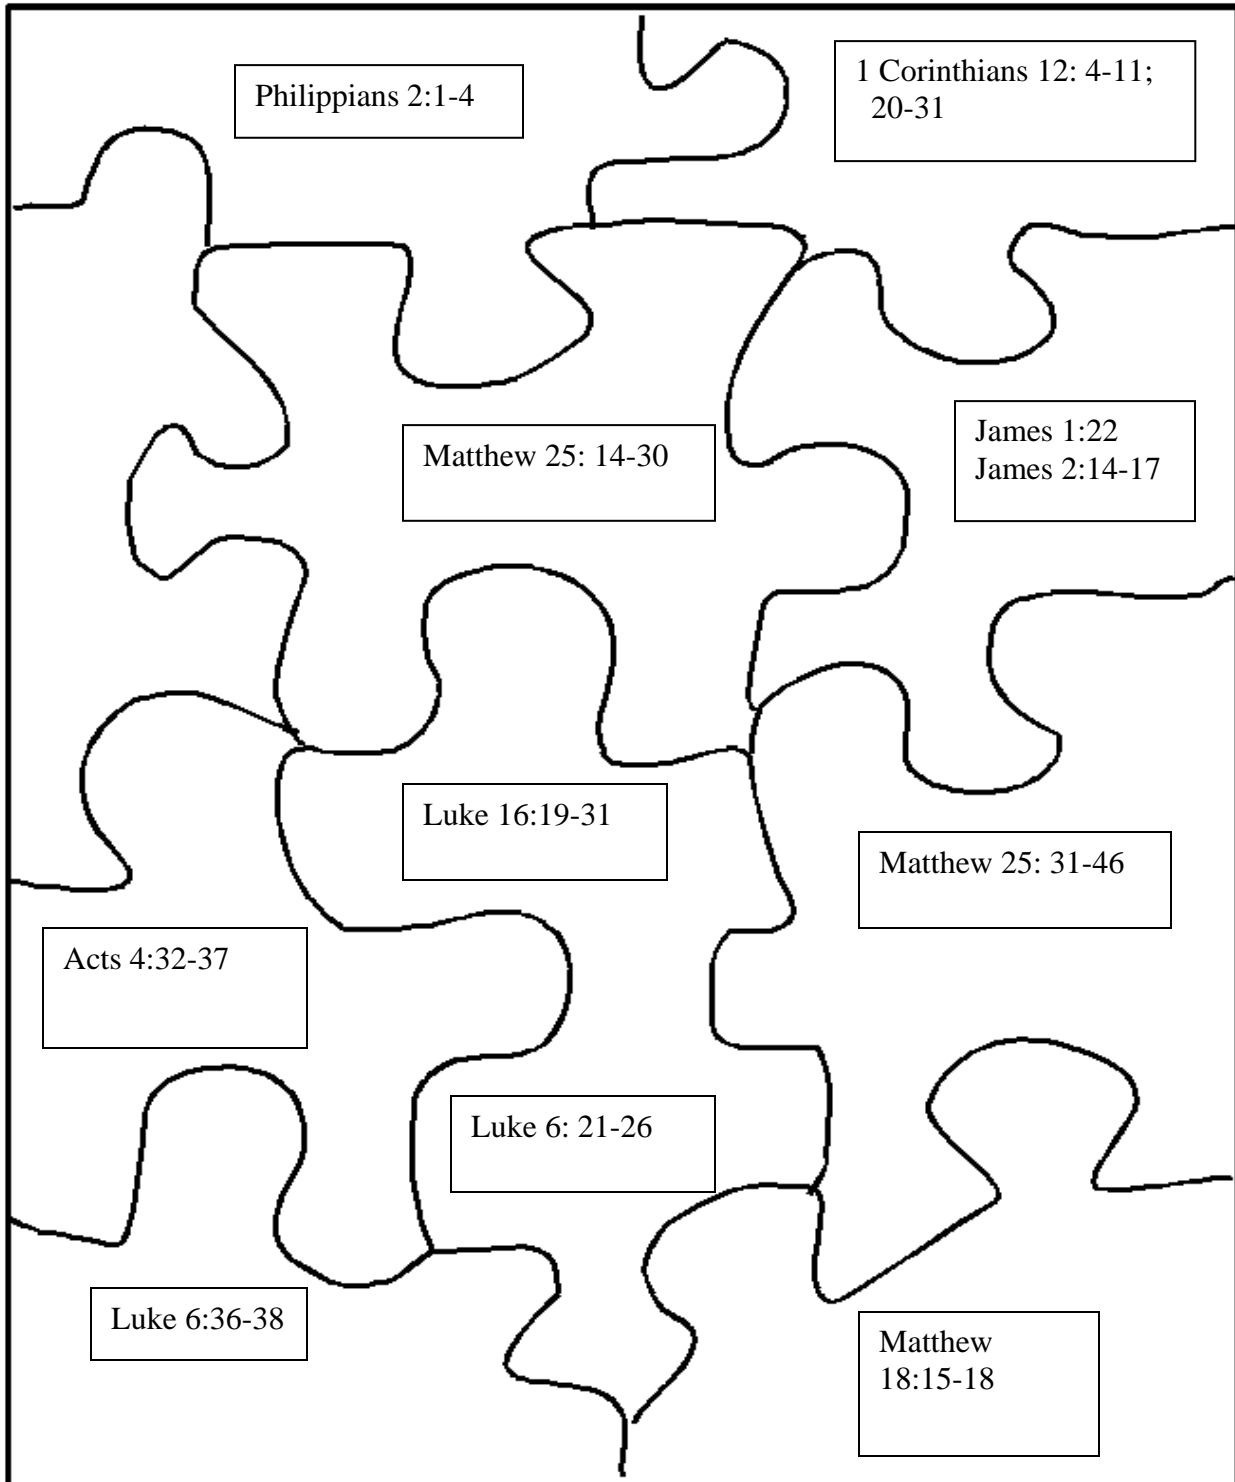 Philippians 2:1-4
1 Corinthians 12: 4-11;
20-31
Matthew 25: 14-30
James 1:22
James 2:14-17
Luke 16:19-31
Matthew 25: 31-46
Acts 4:32-37
Luke 6: 21-26
Luke 6:36-38
Matthew
18:15-18